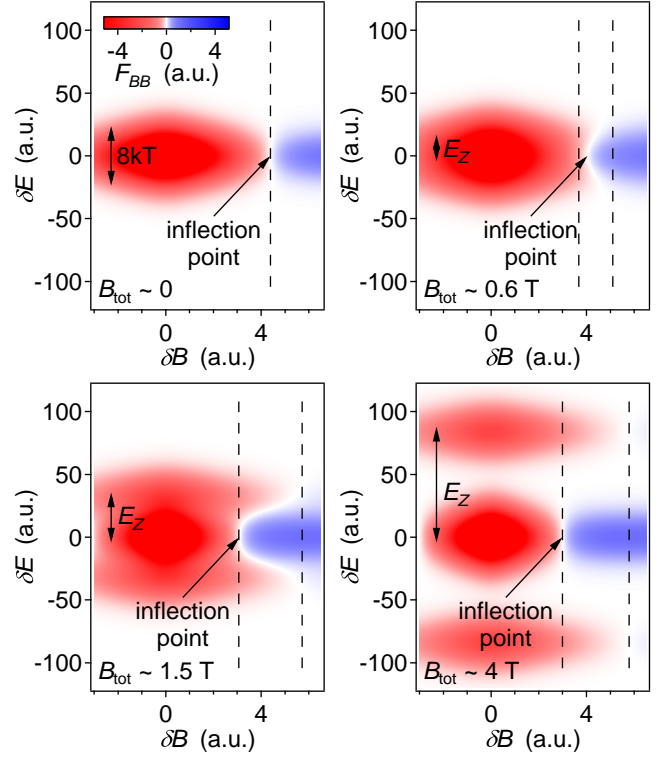 -4 0 4
F_BB (a.u.)
100
50
0
-50
-100
δE (a.u.)
8kT
inflection
point
B_tot ~ 0
0 4
δB (a.u.)
100
50
0
-50
-100
δE (a.u.)
E_Z
inflection
point
B_tot ~ 0.6 T
0 4
δB (a.u.)
100
50
0
-50
-100
δE (a.u.)
E_Z
inflection
point
B_tot ~ 1.5 T
0 4
δB (a.u.)
100
50
0
-50
-100
δE (a.u.)
E_Z
inflection
point
B_tot ~ 4 T
0 4
δB (a.u.)